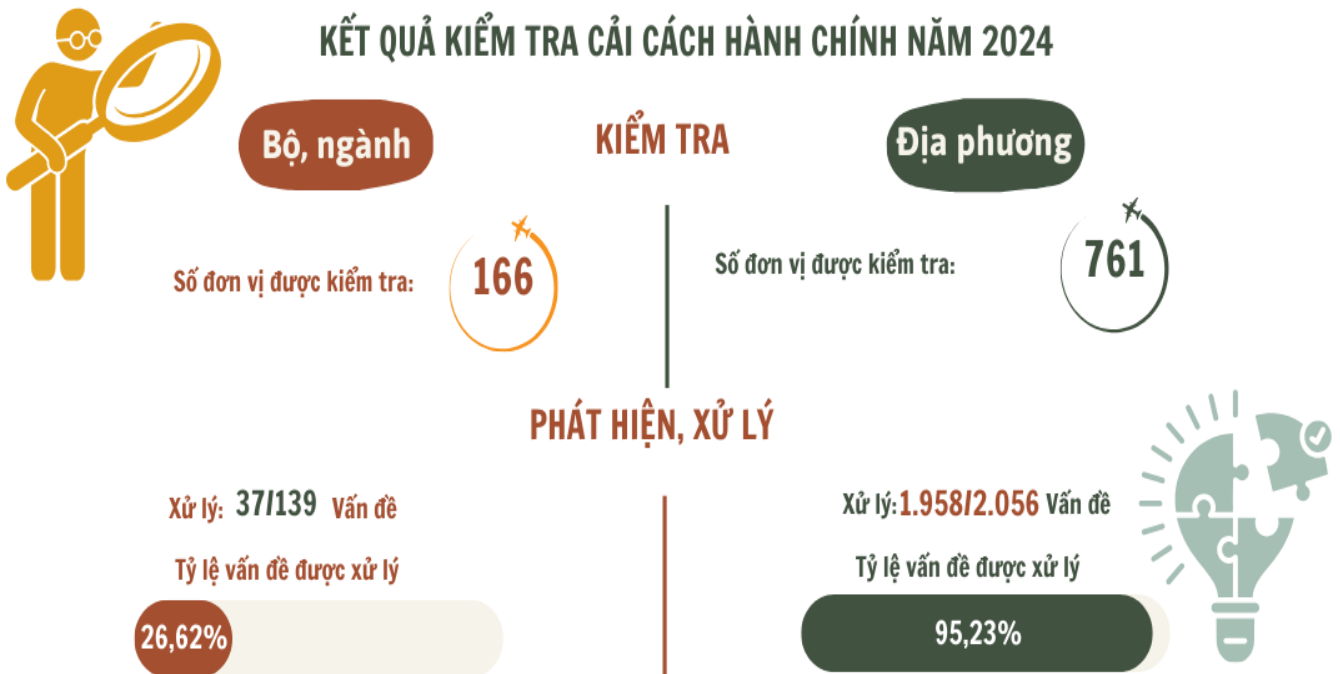 KẾT QUẢ KIỂM TRA CẢI CÁCH HÀNH CHÍNH NĂM 2024
Bộ, ngành
KIỂM TRA
Địa phương
Số đơn vị được kiểm tra:
166
Số đơn vị được kiểm tra:
761
PHÁT HIỆN, XỬ LÝ
Xử lý: 37/139 Vấn đề
Xử lý:1.958/2.056 Vấn đề
Tỷ lệ vấn đề được xử lý
Tỷ lệ vấn đề được xử lý
26,62%
95,23%